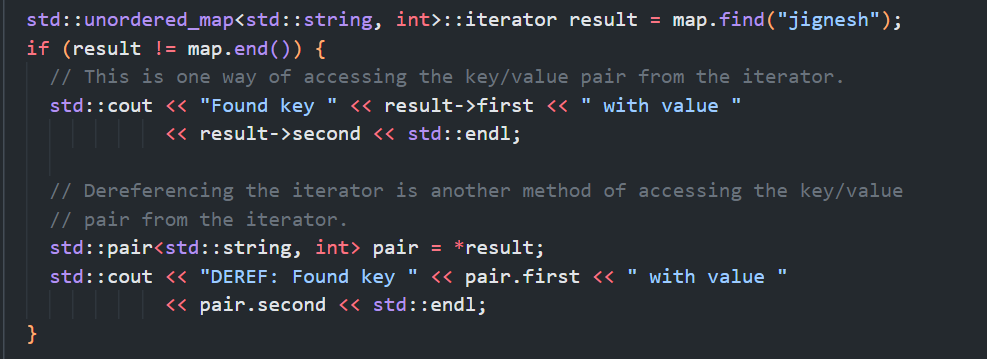 std::unordered_map<std::string, int>::iterator result = map.find("jignesh");
if (result != map.end()) {
  // This is one way of accessing the key/value pair from the iterator.
  std::cout << "Found key " << result->first << " with value "
            << result->second << std::endl;

  // Dereferencing the iterator is another method of accessing the key/value
  // pair from the iterator.
  std::pair<std::string, int> pair = *result;
  std::cout << "DEREF: Found key " << pair.first << " with value "
            << pair.second << std::endl;
}